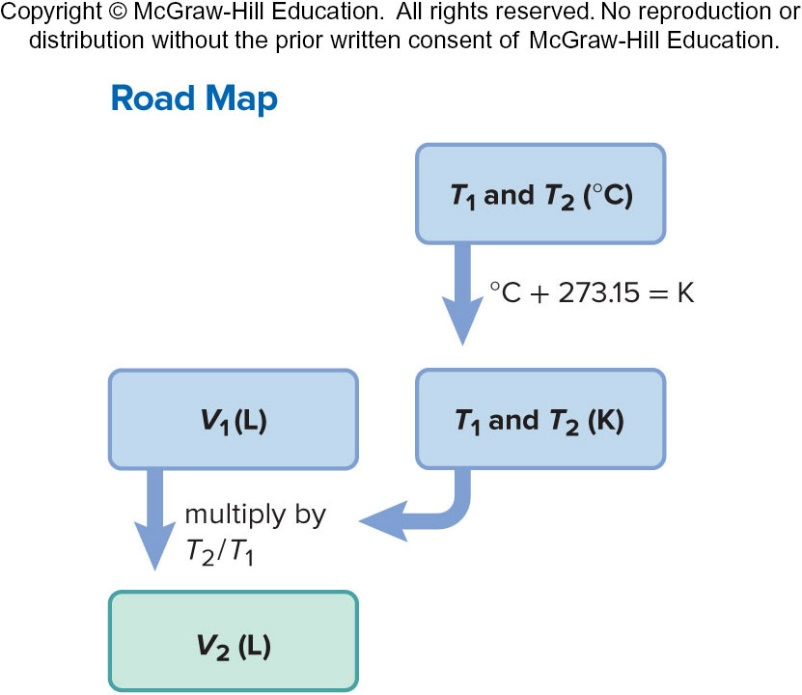 Copyright © McGraw-Hill Education. All rights reserved. No reproduction or
distribution without the prior written consent of McGraw-Hill Education.
Road Map
T₁ and T₂ (°C)
°C + 273.15 = K
V₁ (L)
T₁ and T₂ (K)
multiply by
T₂/T₁
V₂ (L)